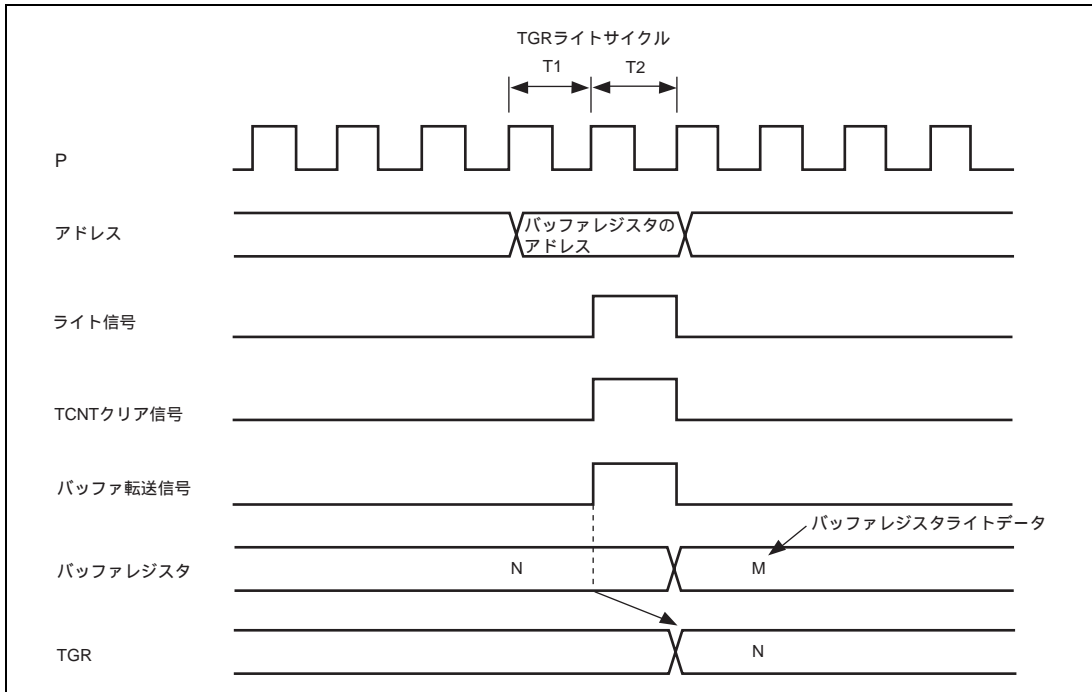 TGRライトサイクル
T1
T2
P
アドレス
バッファレジスタの
アドレス
ライト信号
TCNTクリア信号
バッファ転送信号
バッファレジスタライトデータ
バッファレジスタ
N
M
TGR
N